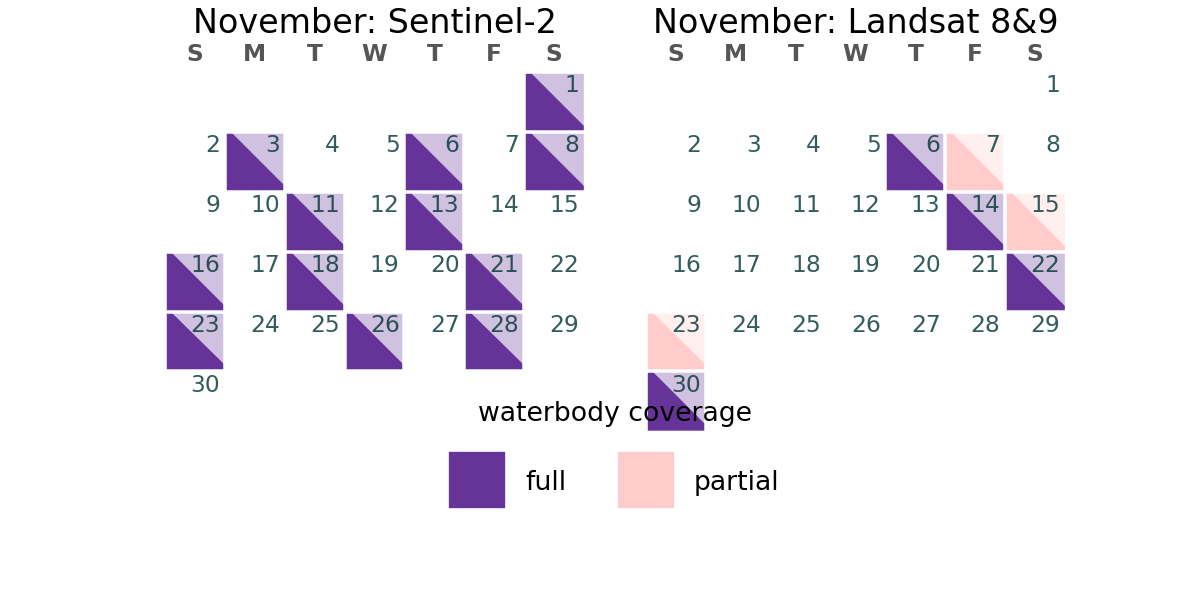 November: Sentinel-2
S M T W T F S
1
2 3 4 5 6 7 8
9 10 11 12 13 14 15
16 17 18 19 20 21 22
23 24 25 26 27 28 29
30
November: Landsat 8&9
S M T W T F S
1
2 3 4 5 6 7 8
9 10 11 12 13 14 15
16 17 18 19 20 21 22
23 24 25 26 27 28 29
30
waterbody coverage
full
partial